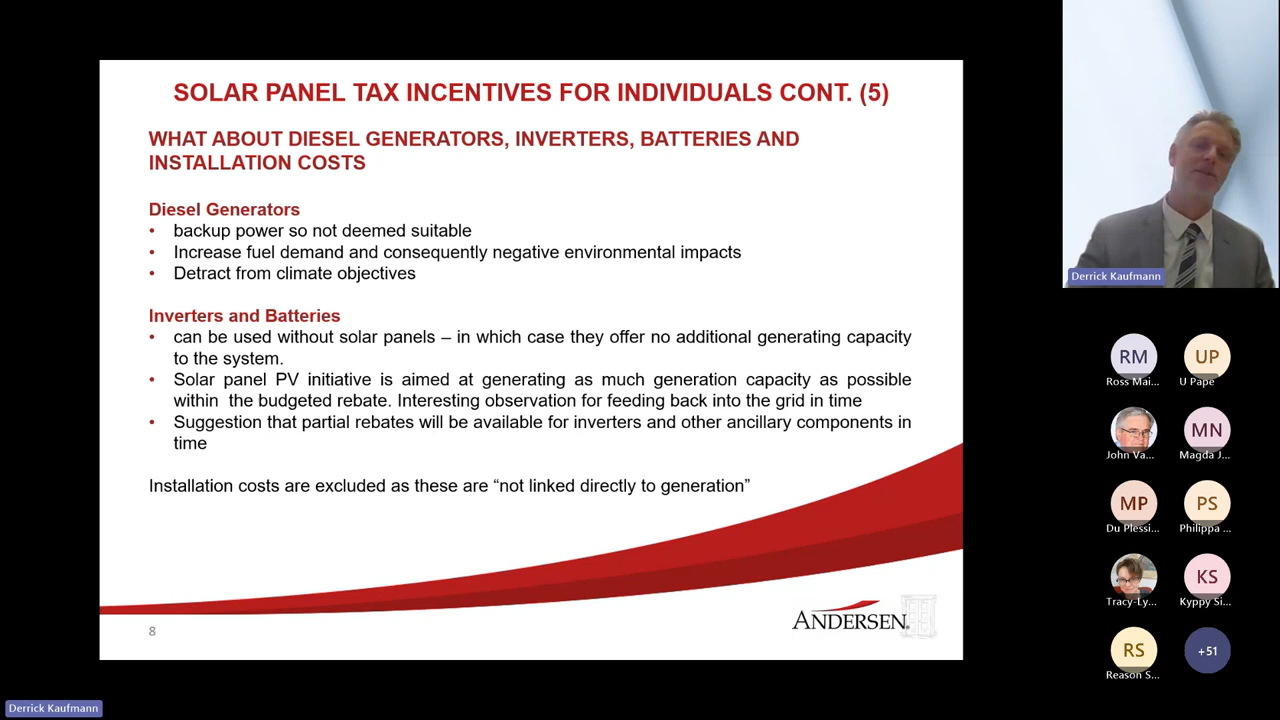 SOLAR PANEL TAX INCENTIVES FOR INDIVIDUALS CONT. (5)
WHAT ABOUT DIESEL GENERATORS, INVERTERS, BATTERIES AND
INSTALLATION COSTS
Diesel Generators
• backup power so not deemed suitable
• Increase fuel demand and consequently negative environmental impacts
• Detract from climate objectives
Inverters and Batteries
• can be used without solar panels – in which case they offer no additional generating capacity
to the system.
• Solar panel PV initiative is aimed at generating as much generation capacity as possible
within the budgeted rebate. Interesting observation for feeding back into the grid in time
• Suggestion that partial rebates will be available for inverters and other ancillary components in
time
Installation costs are excluded as these are “not linked directly to generation”
8
ANDERSEN®
Derrick Kaufmann
RM
Ross Mai...
UP
U Pape
John Va...
MN
Magda J...
MP
Du Plessi...
PS
Philippa ...
Tracy-Ly...
KS
Kyppy Si...
RS
Reason S...
+51
Derrick Kaufmann